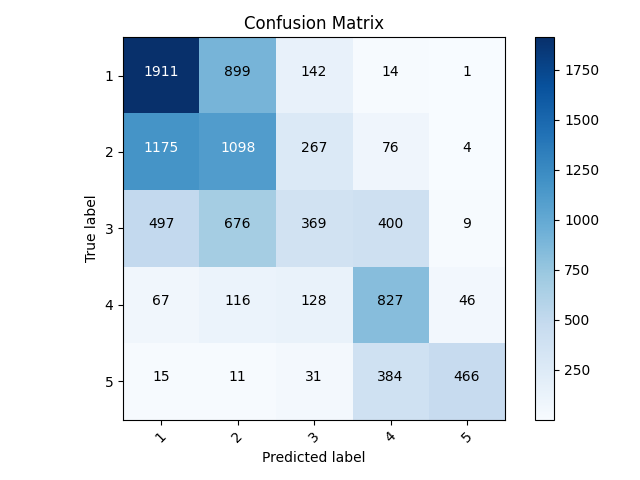 Confusion Matrix
1 1911 899 142 14 1
2 1175 1098 267 76 4
3 497 676 369 400 9
4 67 116 128 827 46
5 15 11 31 384 466
1 2 3 4 5
True label
Predicted label
1750
1500
1250
1000
750
500
250